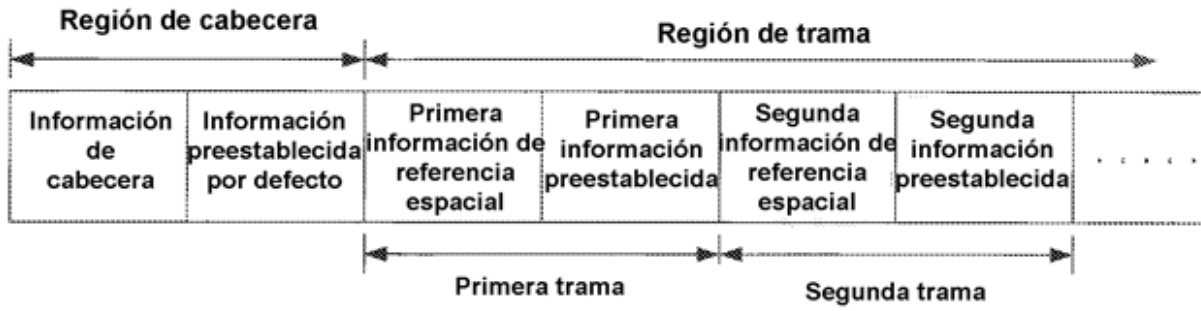 Región de cabecera
Región de trama
Información
de
cabecera
Información
preestablecida
por defecto
Primera
información de
referencia
espacial
Primera
información
preestablecida
Segunda
información de
referencia
espacial
Segunda
información
preestablecida
. . . . .
Primera trama
Segunda trama